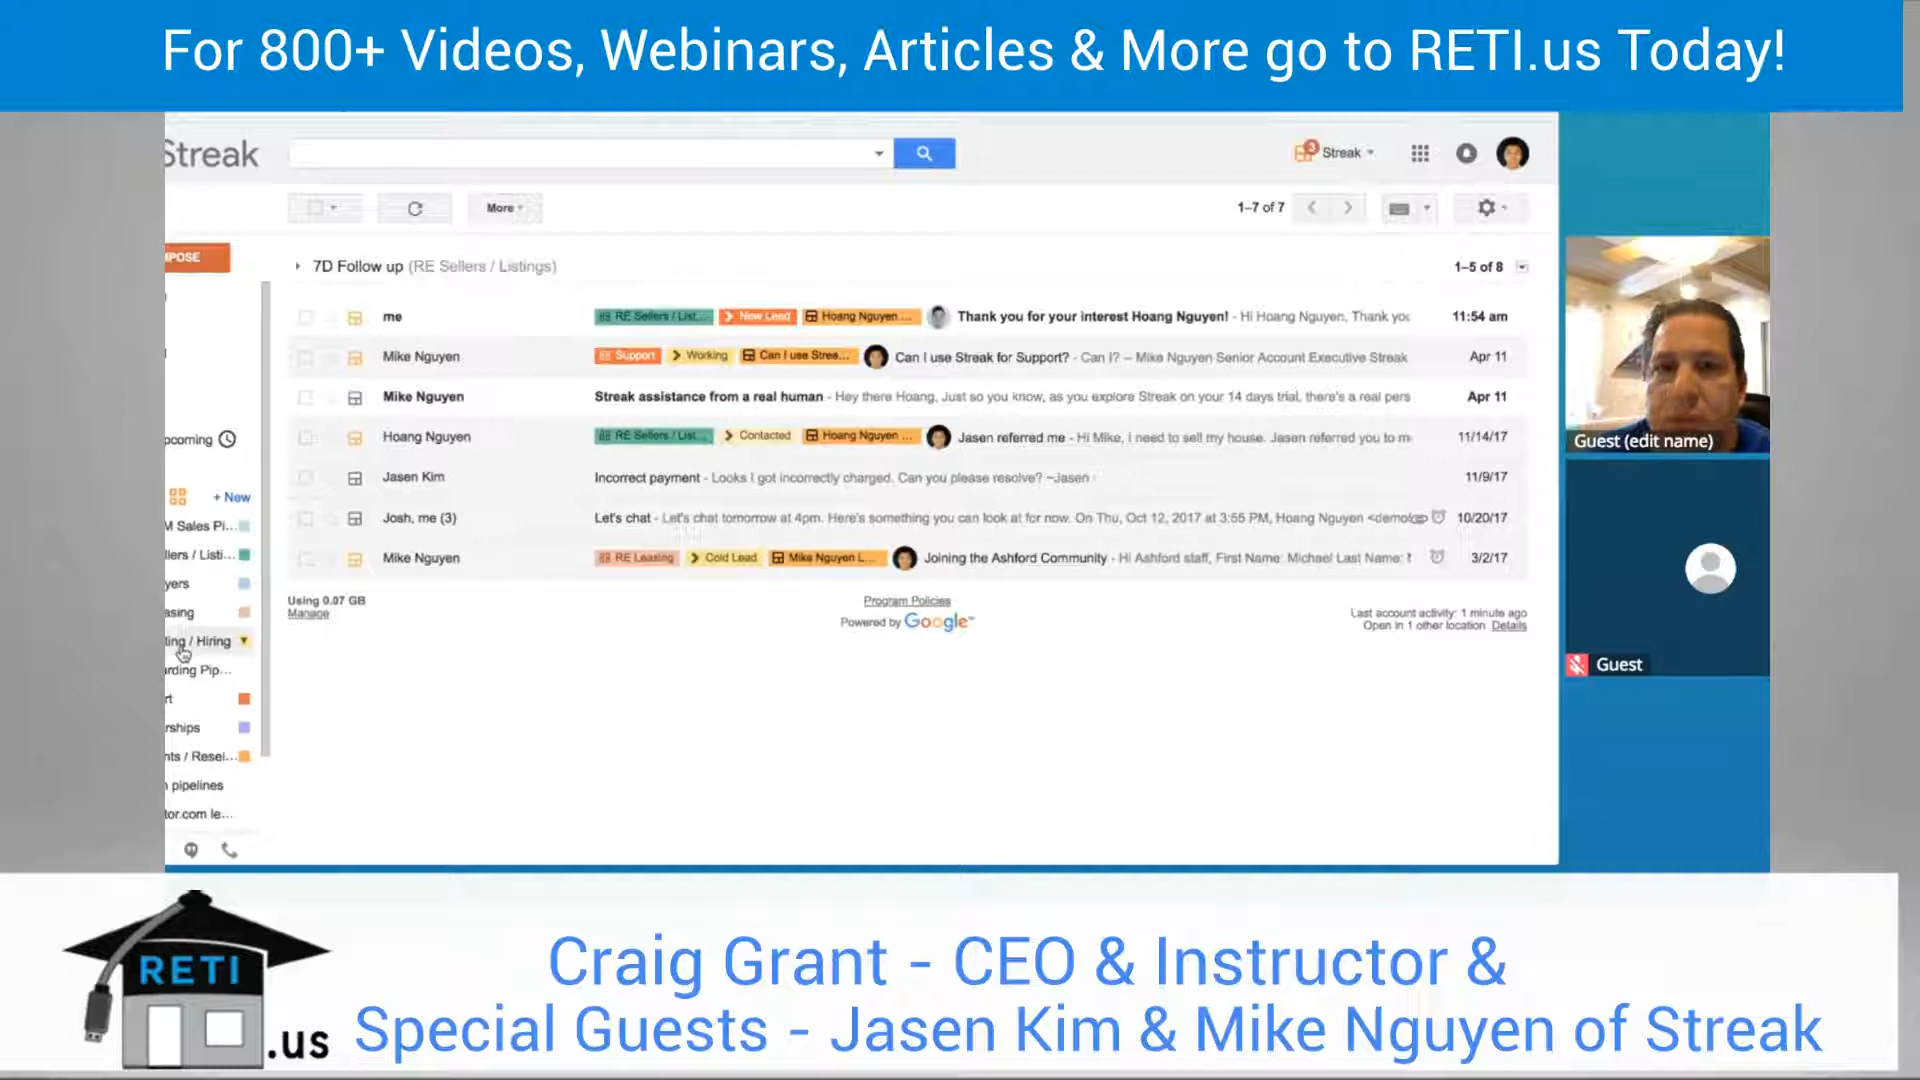 For 800+ Videos, Webinars, Articles & More go to RETI.us Today!
Streak
3 Streak
More
1–7 of 7
POSE
7D Follow up (RE Sellers / Listings)
1–5 of 8
me RE Sellers / List... New Lead Hoang Nguyen ... Thank you for your interest Hoang Nguyen! - Hi Hoang Nguyen, Thank you 11:54 am
Mike Nguyen Support Working Can I use Strea... Can I use Streak for Support? - Can I? – Mike Nguyen Senior Account Executive Streak Apr 11
Mike Nguyen Streak assistance from a real human - Hey there Hoang, Just so you know, as you explore Streak on your 14 days trial, there's a real pers Apr 11
Hoang Nguyen RE Sellers / List... Contacted Hoang Nguyen ... Jasen referred me - Hi Mike, I need to sell my house. Jasen referred you to m 11/14/17
Jasen Kim Incorrect payment - Looks I got incorrectly charged. Can you please resolve? ~Jasen 11/9/17
Josh, me (3) Let's chat - Let's chat tomorrow at 4pm. Here's something you can look at for now. On Thu, Oct 12, 2017 at 3:55 PM, Hoang Nguyen 10/20/17
Mike Nguyen RE Leasing Cold Lead Mike Nguyen L... Joining the Ashford Community - Hi Ashford staff, First Name: Michael Last Name: 3/2/17
pcoming
+ New
M Sales Pi...
llers / Listi...
yers
asing
ting / Hiring
arding Pip...
rt
rships
nts / Resel...
pipelines
tor.com le...
Using 0.07 GB
Manage
Program Policies
Powered by Google™
Last account activity: 1 minute ago
Open in 1 other location Details
Guest (edit name)
Guest
RETI
.us
Craig Grant - CEO & Instructor &
Special Guests - Jasen Kim & Mike Nguyen of Streak